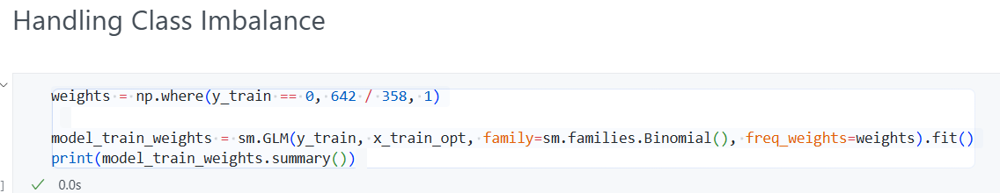 Handling Class Imbalance
weights = np.where(y_train == 0, 642 / 358, 1)
model_train_weights = sm.GLM(y_train, x_train_opt, family=sm.families.Binomial(), freq_weights=weights).fit()
print(model_train_weights.summary())
]
0.0s